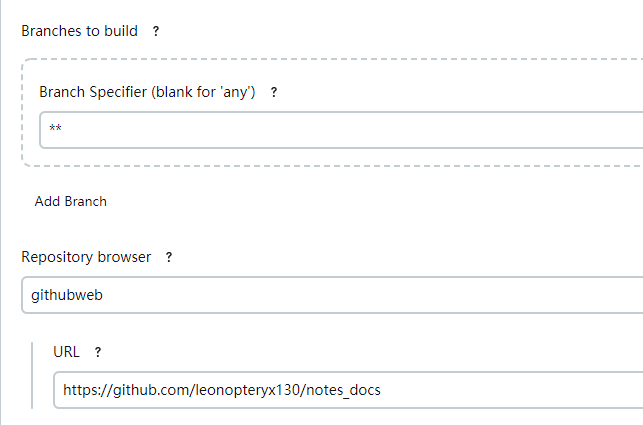 Branches to build ?
Branch Specifier (blank for 'any') ?
**
Add Branch
Repository browser ?
githubweb
URL ?
https://github.com/leonopteryx130/notes_docs